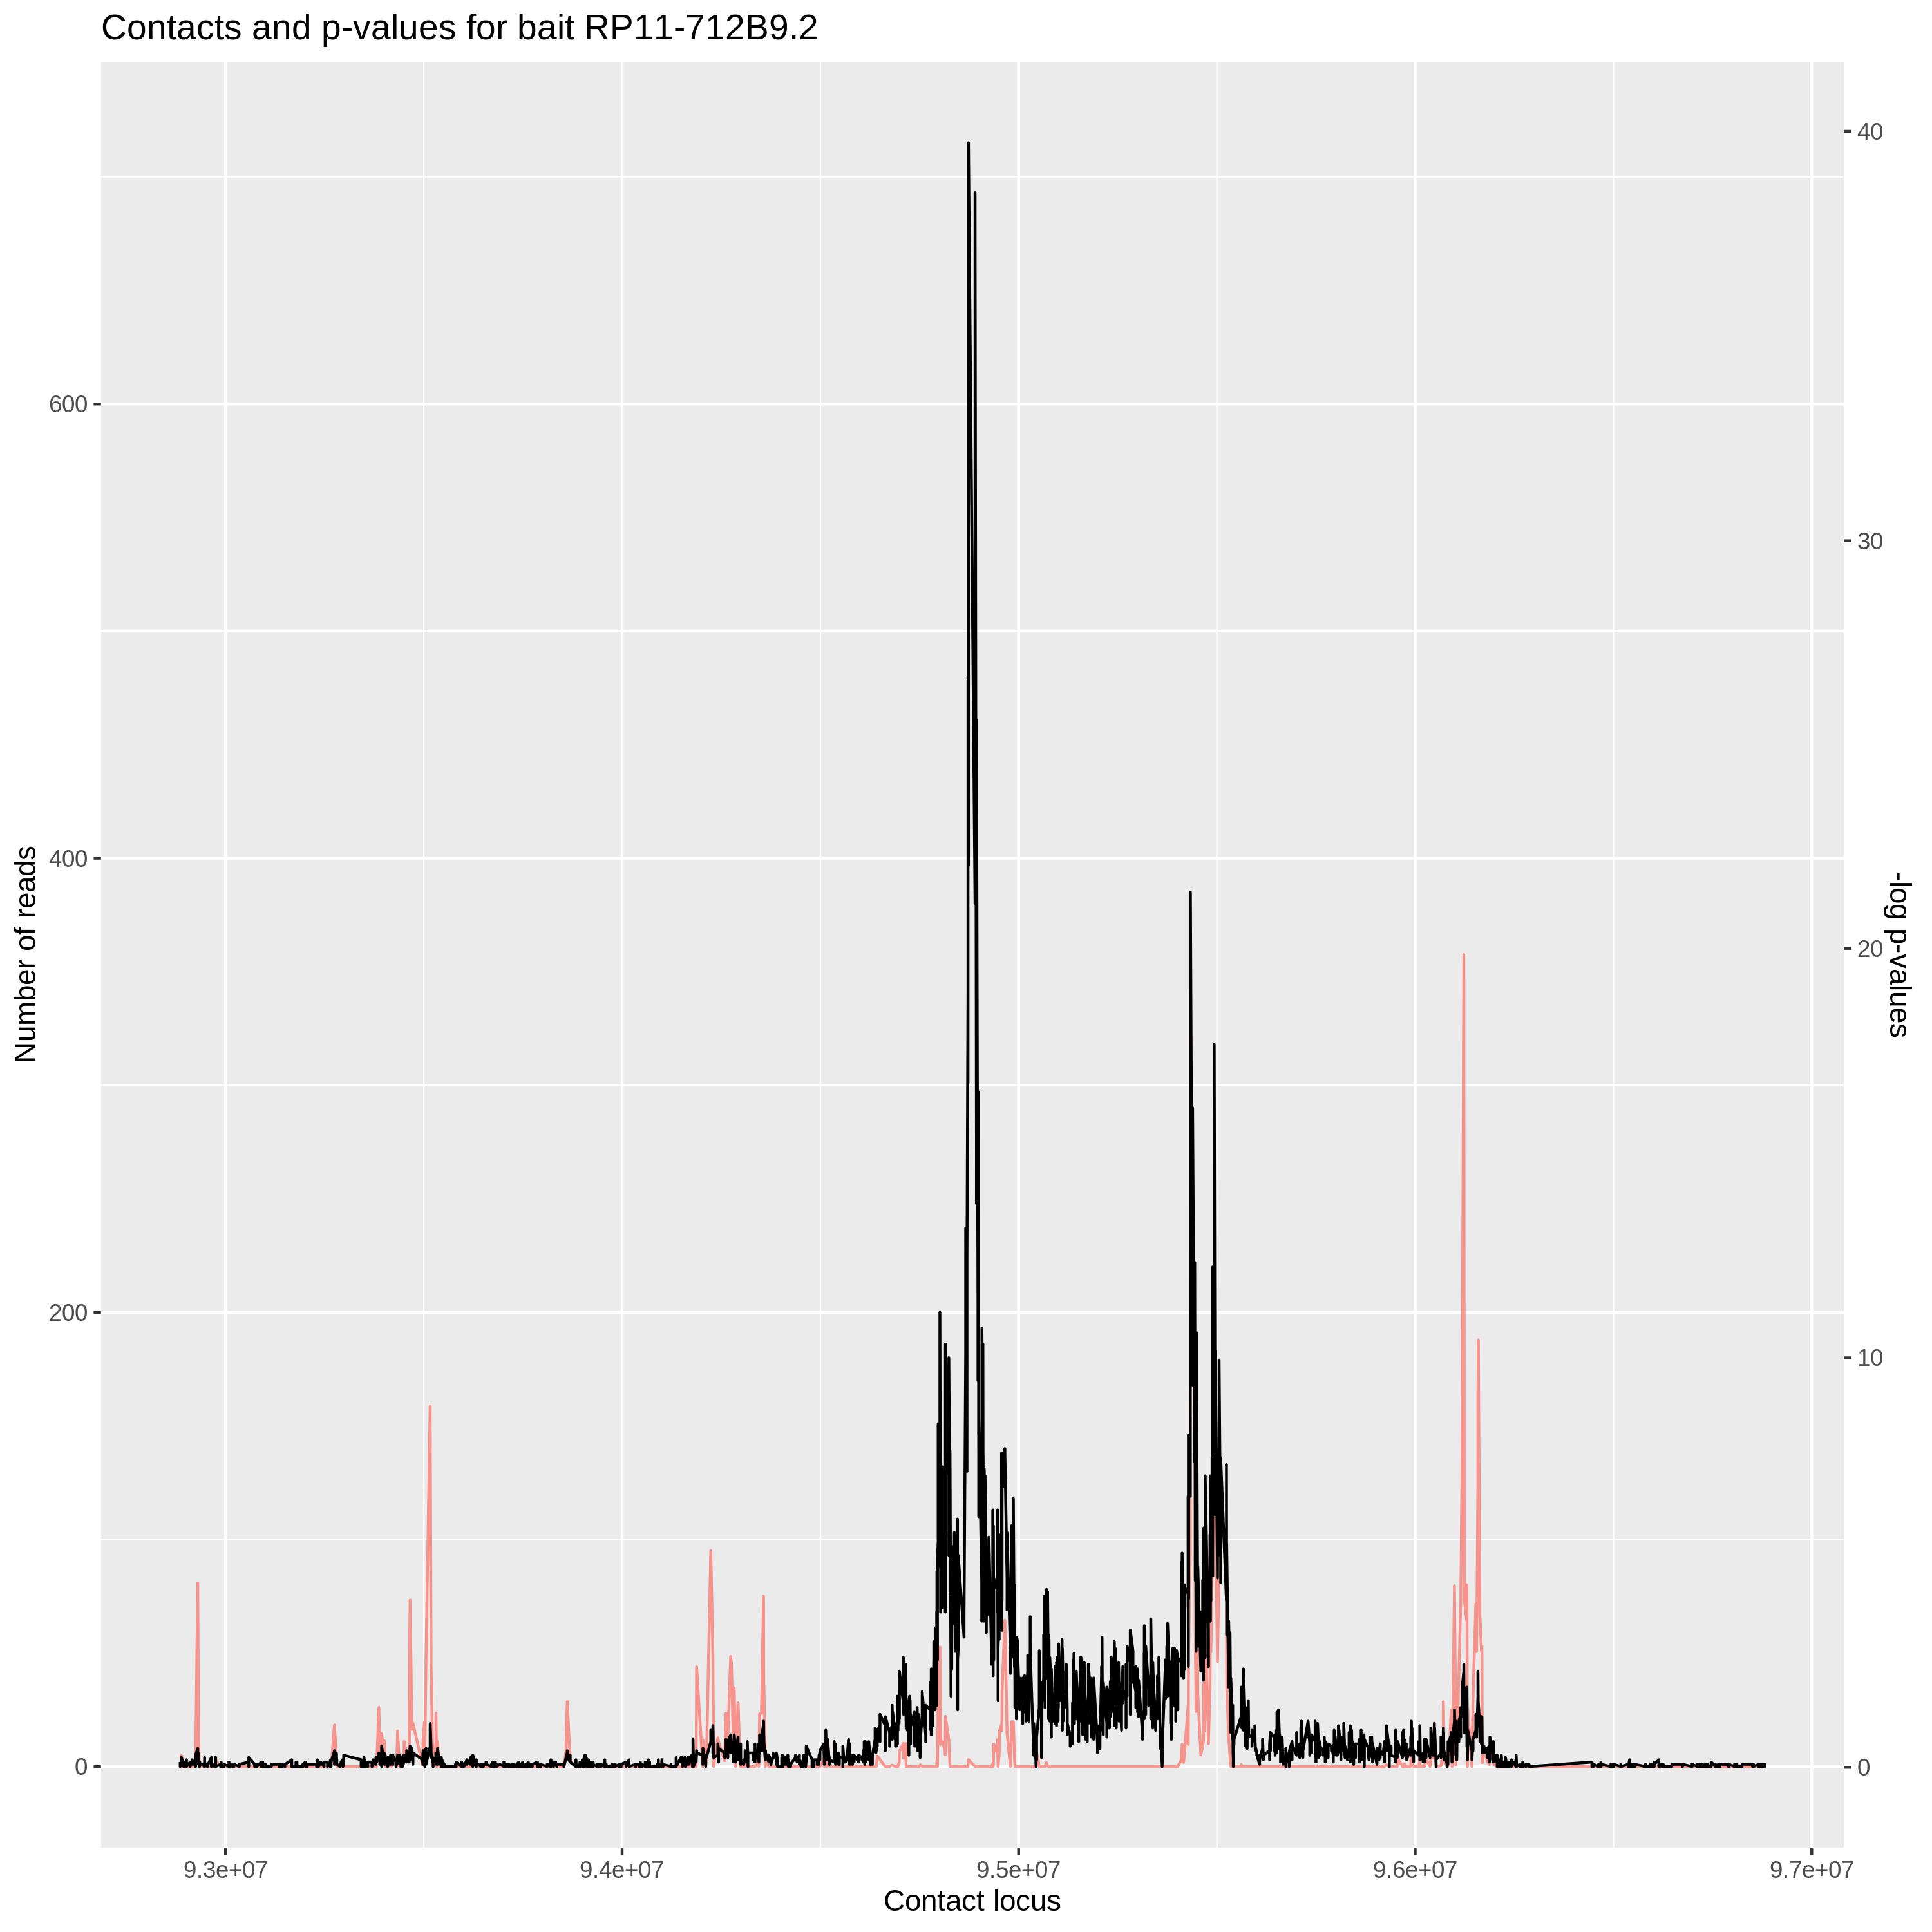 Contacts and p-values for bait RP11-712B9.2
Number of reads
600
400
200
0
40
30
20
10
0
-log p-values
9.3e+07
9.4e+07
9.5e+07
9.6e+07
9.7e+07
Contact locus